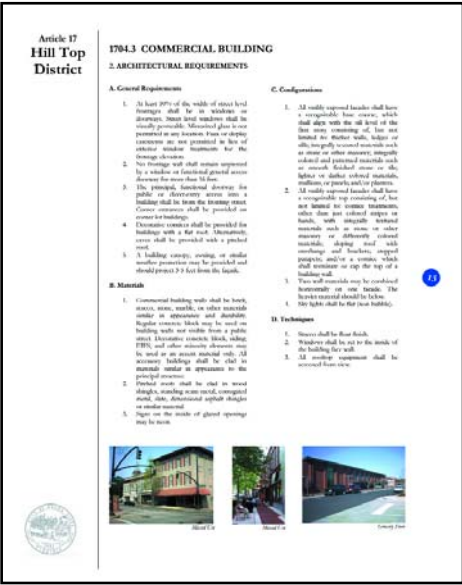 Article 17
Hill Top
District
1704.3 COMMERCIAL BUILDING
2. ARCHITECTURAL REQUIREMENTS
A. General Requirements
1. At least 30% of the width of street level
frontages shall be in windows or
doorways. Street level windows shall be
visually permeable. Mirrorized glass is not
permitted in any location. Faux or display
casements are not permitted in lieu of
exterior window treatments for the
frontage elevation.
2. No frontage wall shall remain unpierced
by a window or functional general access
doorway for more than 16 feet.
3. The principal, functional doorway for
public or direct-entry access into a
building shall be from the fronting street.
Corner entrances shall be provided on
corner lot buildings.
4. Decorative cornices shall be provided for
buildings with a flat roof. Alternatively,
eaves shall be provided with a pitched
roof.
5. A building canopy, awning, or similar
weather protection may be provided and
should project 3-5 feet from the façade.
B. Materials
1. Commercial building walls shall be brick,
stucco, stone, marble, or other materials
similar in appearance and durability.
Regular concrete block may be used on
building walls not visible from a public
street. Decorative concrete block, siding,
EIFS, and other minority elements may
be used as an accent material only. All
accessory buildings shall be clad in
materials similar in appearance to the
principal structure.
2. Pitched roofs shall be clad in wood
shingles, standing seam metal, corrugated
metal, slate, dimensional asphalt shingles
or similar material.
3. Signs on the inside of glazed openings
may be neon.
C. Configurations
1. All visibly exposed facades shall have
a recognizable base course, which
shall align with the sill level of the
first story consisting of, but not
limited to: thicker walls, ledges or
sills; integrally textured materials such
as stone or other masonry; integrally
colored and patterned materials such
as smooth finished stone or tile;
lighter or darker colored materials,
mullions, or panels; and/or planters.
2. All visibly exposed facades shall have
a recognizable top consisting of, but
not limited to: cornice treatments,
other than just colored stripes or
bands, with integrally textured
materials such as stone or other
masonry or differently colored
materials; sloping roof with
overhangs and brackets; stepped
parapets; and/or a cornice which
shall terminate or cap the top of a
building wall.
3. Two wall materials may be combined
horizontally on one facade. The
heavier material should be below.
4. Sky lights shall be flat (non-bubble).
D. Techniques
1. Stucco shall be float finish.
2. Windows shall be set to the inside of
the building face wall.
3. All rooftop equipment shall be
screened from view.
13
Mixed Use
Mixed Use